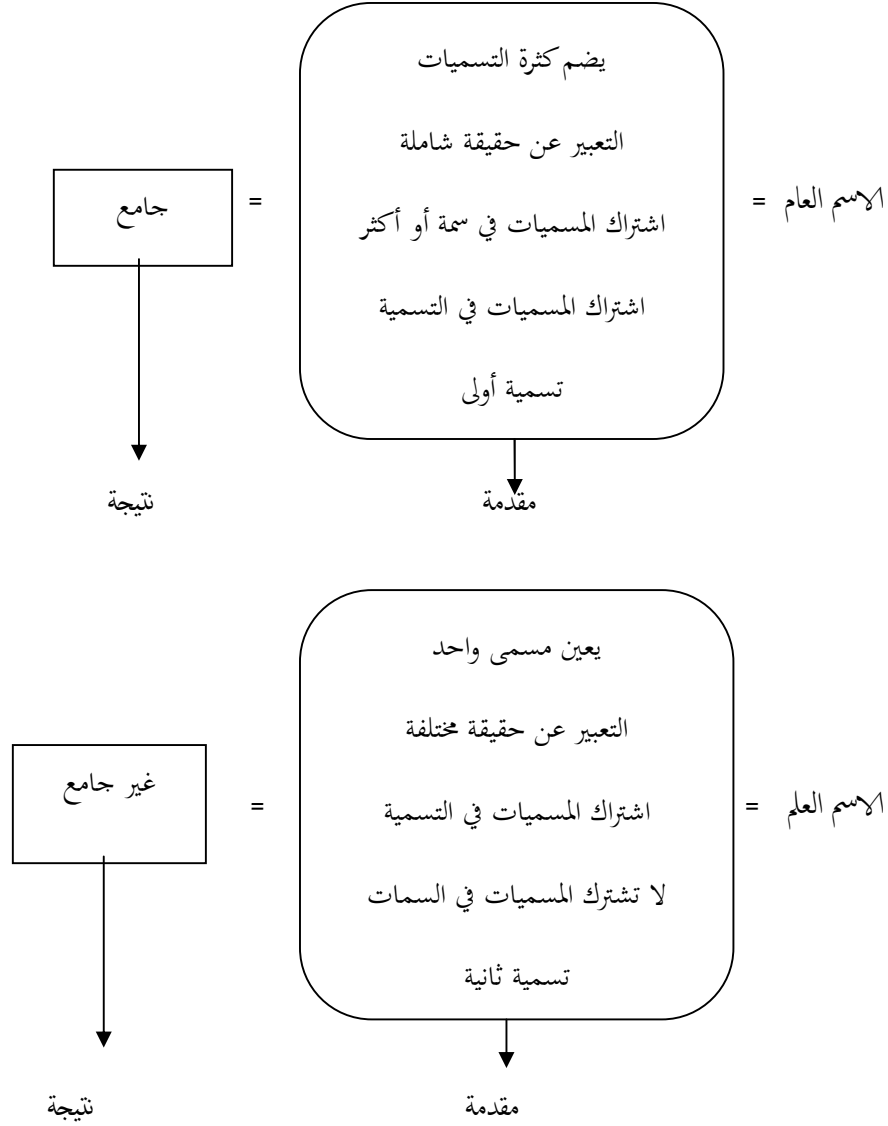 يضم كثرة التسميات
التعبير عن حقيقة شاملة
الاسم العام = اشتراك المسميات في سمة أو أكثر = جامع
اشتراك المسميات في التسمية
تسمية أولى
مقدمة نتيجة
يعين مسمى واحد
التعبير عن حقيقة مختلفة
الاسم العلم = اشتراك المسميات في التسمية = غير جامع
لا تشترك المسميات في السمات
تسمية ثانية
مقدمة نتيجة